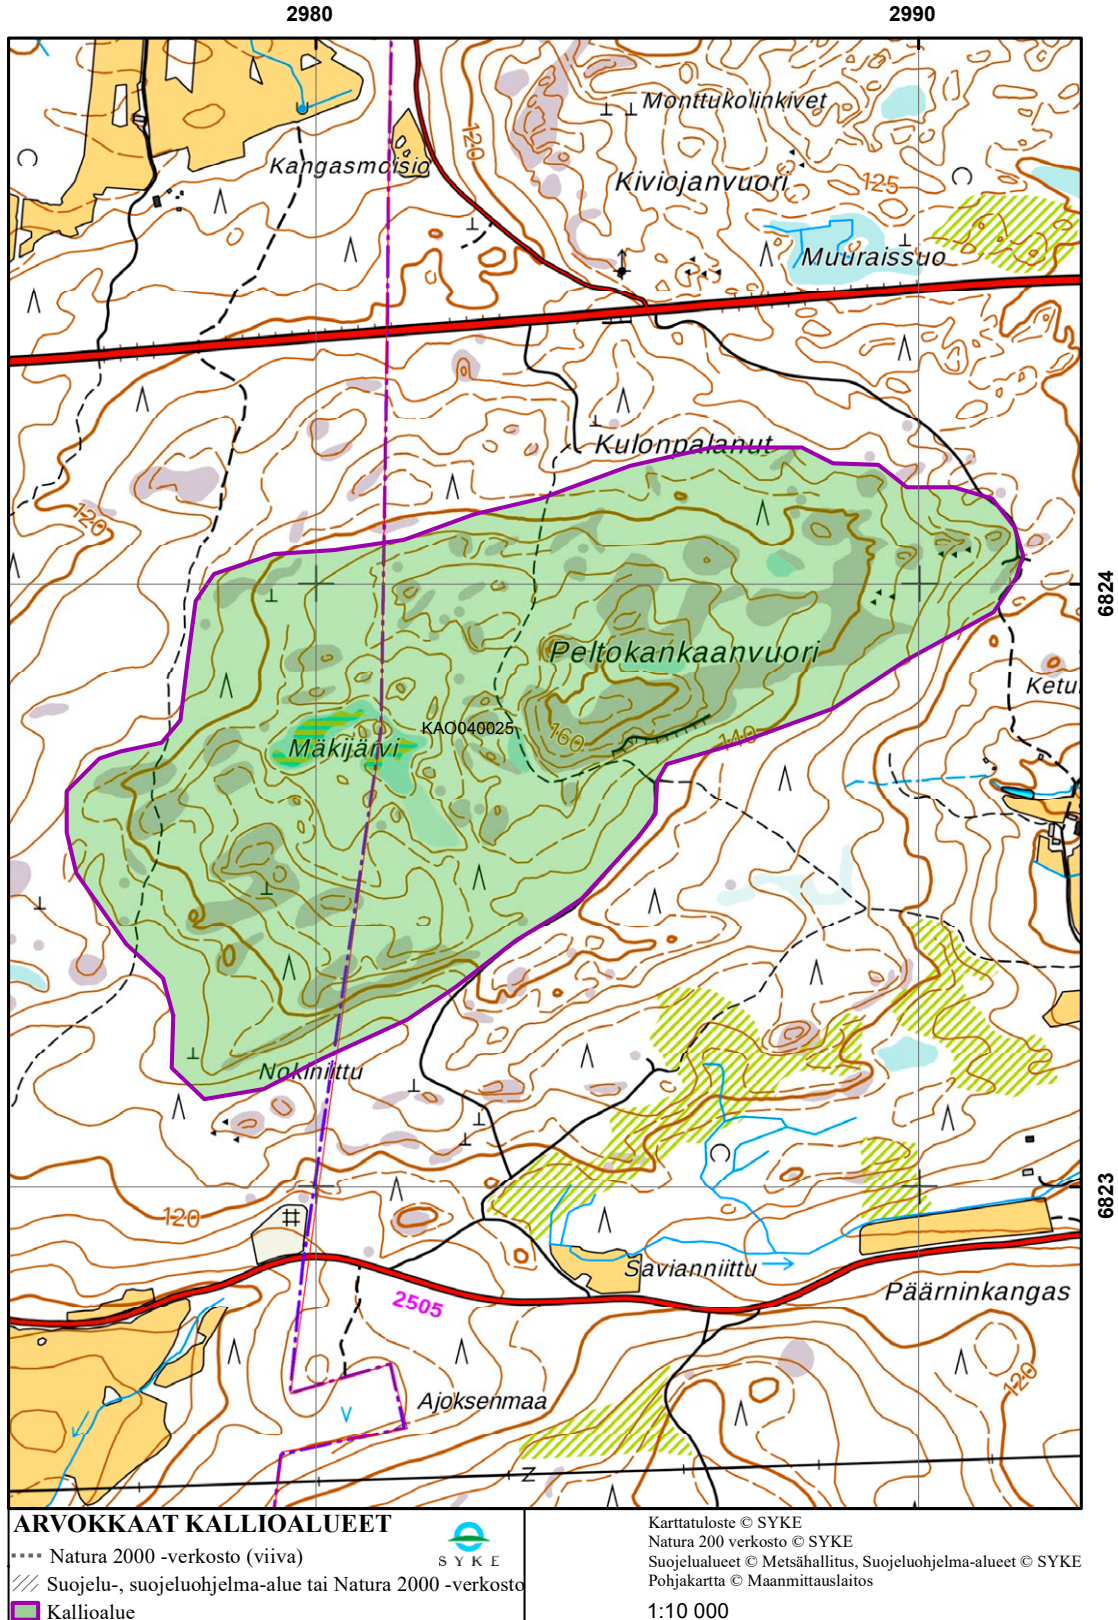 2980
2990
Monttukolinkivet
120
Kangasmoisio
Kiviojanvuori
125
Muuraissuo
Kulonpalanut
120
6824
Peltokankaanvuori
Ketu
KAO040025
Mäkijärvi
160
140
Nokiniittu
120
6823
Savianniittu
Päärninkangas
2505
Ajoksenmaa
120
V
Z
ARVOKKAAT KALLIOALUEET
Natura 2000 -verkosto (viiva)
Suojelu-, suojeluohjelma-alue tai Natura 2000 -verkosto
Kallioalue
SYKE
Karttatuloste © SYKE
Natura 200 verkosto © SYKE
Suojelualueet © Metsähallitus, Suojeluohjelma-alueet © SYKE
Pohjakartta © Maanmittauslaitos
1:10 000